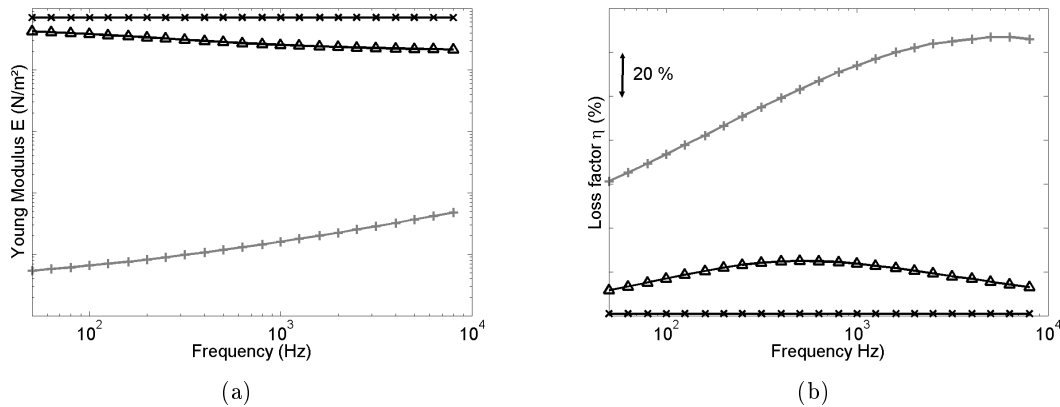 Young Modulus E (N/m²)
10²
10³
10⁴
Frequency (Hz)
(a)
20 %
Loss factor η (%)
10²
10³
10⁴
Frequency Hz)
(b)